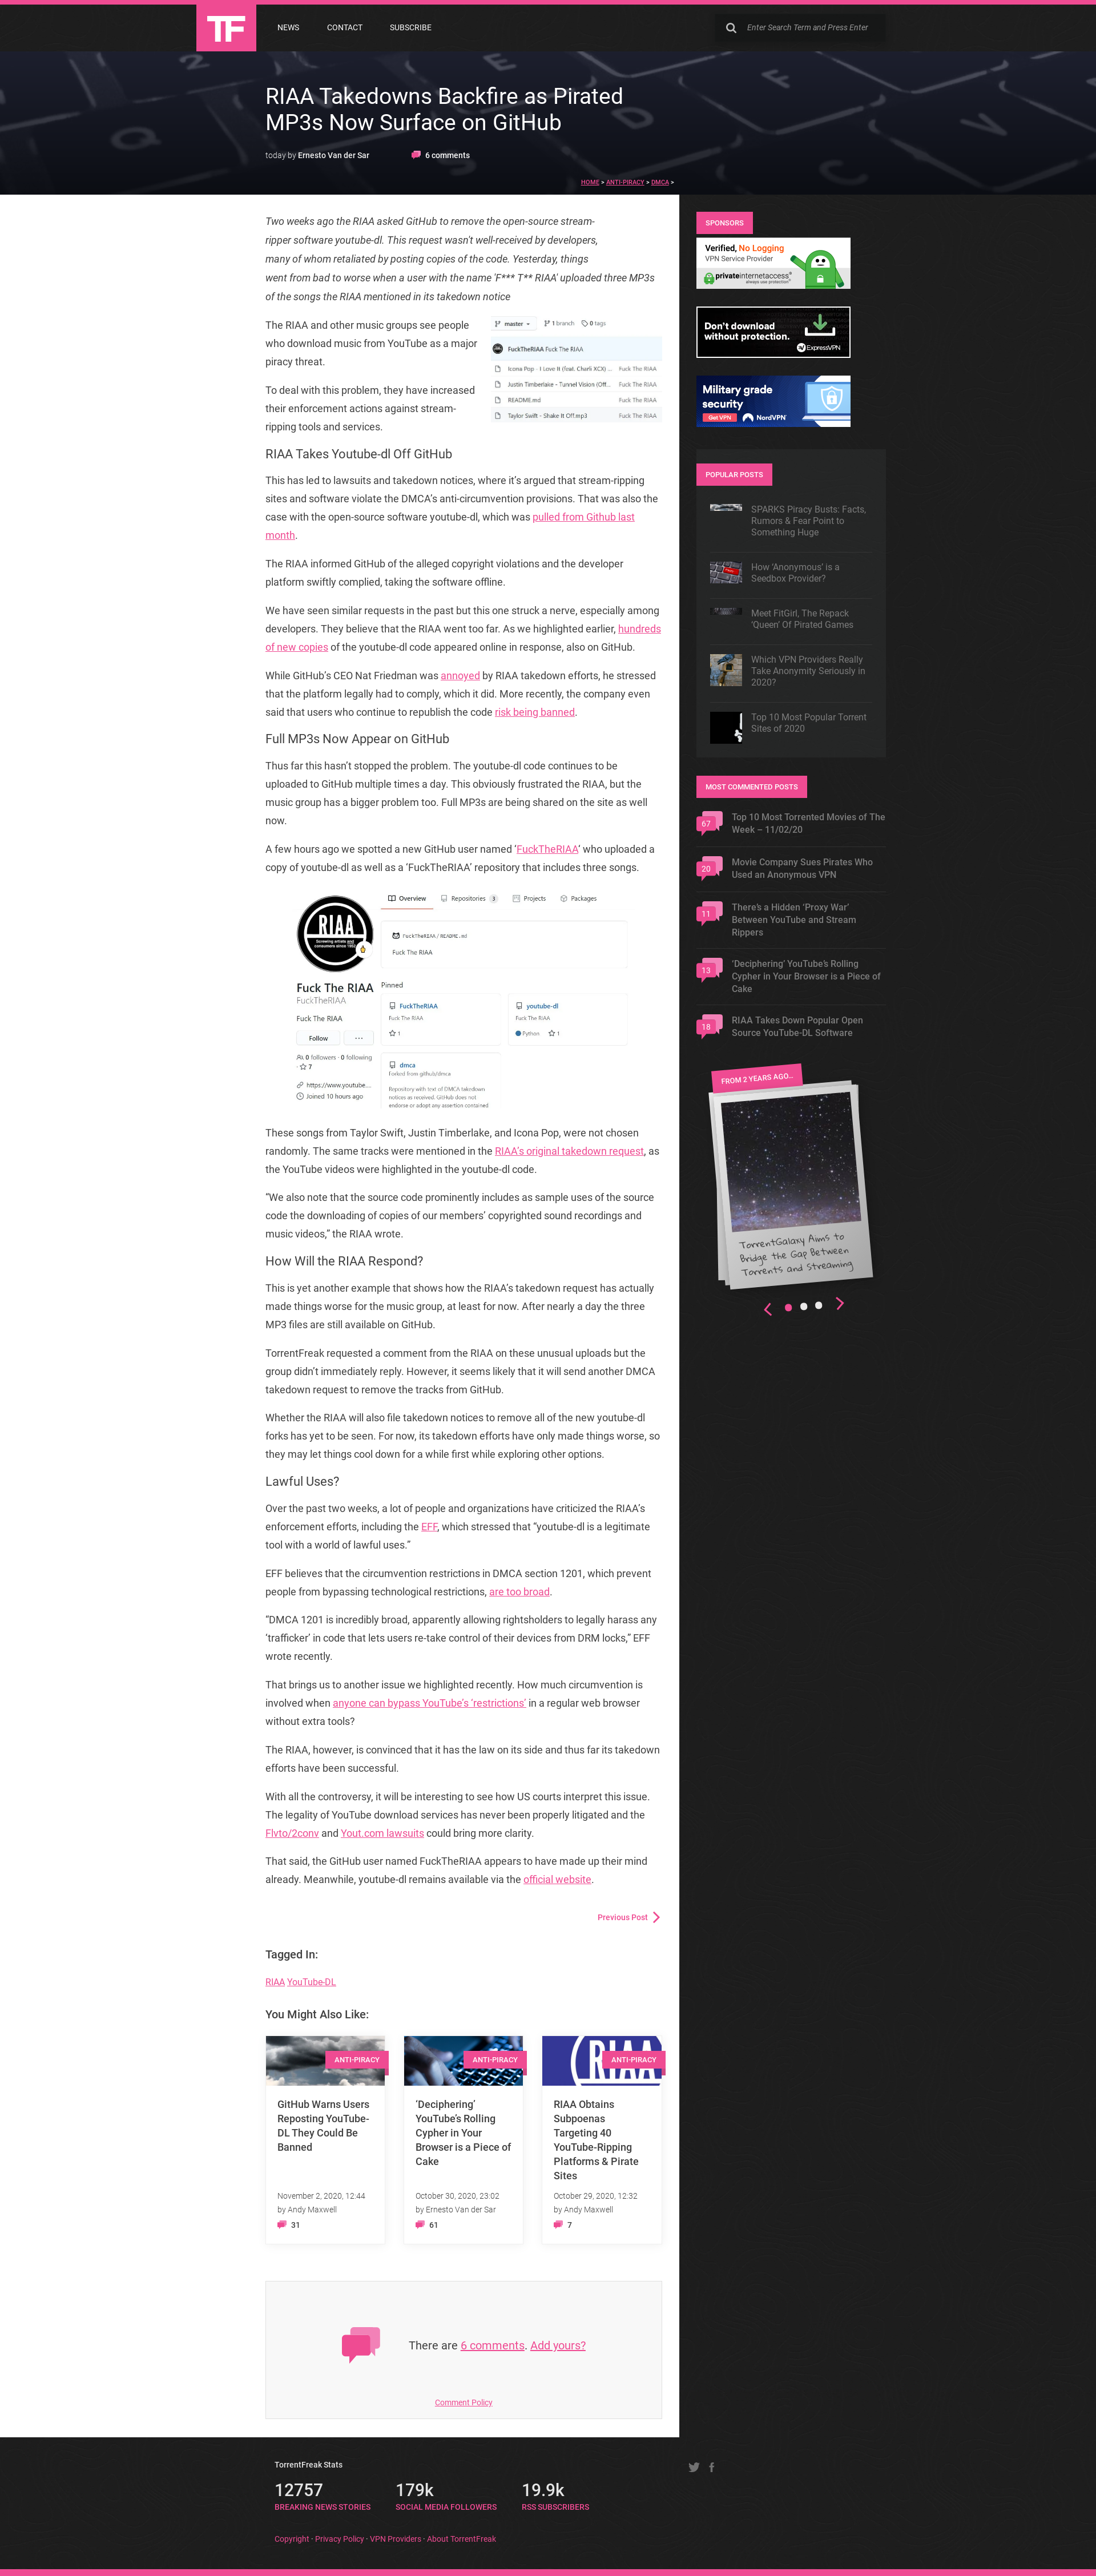 TF
NEWS
CONTACT
SUBSCRIBE
Enter Search Term and Press Enter
RIAA Takedowns Backfire as Pirated
MP3s Now Surface on GitHub
today by Ernesto Van der Sar
6 comments
HOME > ANTI-PIRACY > DMCA >
Two weeks ago the RIAA asked GitHub to remove the open-source stream-
ripper software youtube-dl. This request wasn't well-received by developers,
many of whom retaliated by posting copies of the code. Yesterday, things
went from bad to worse when a user with the name 'F*** T** RIAA' uploaded three MP3s
of the songs the RIAA mentioned in its takedown notice
The RIAA and other music groups see people
who download music from YouTube as a major
piracy threat.
To deal with this problem, they have increased
their enforcement actions against stream-
ripping tools and services.
master
1 branch
0 tags
FuckTheRIAA Fuck The RIAA
Icona Pop - I Love It (feat. Charli XCX) ...
Fuck The RIAA
Justin Timberlake - Tunnel Vision (Off...
Fuck The RIAA
README.md
Fuck The RIAA
Taylor Swift - Shake It Off.mp3
Fuck The RIAA
RIAA Takes Youtube-dl Off GitHub
This has led to lawsuits and takedown notices, where it's argued that stream-ripping
sites and software violate the DMCA's anti-circumvention provisions. That was also the
case with the open-source software youtube-dl, which was pulled from Github last
month.
The RIAA informed GitHub of the alleged copyright violations and the developer
platform swiftly complied, taking the software offline.
We have seen similar requests in the past but this one struck a nerve, especially among
developers. They believe that the RIAA went too far. As we highlighted earlier, hundreds
of new copies of the youtube-dl code appeared online in response, also on GitHub.
While GitHub's CEO Nat Friedman was annoyed by RIAA takedown efforts, he stressed
that the platform legally had to comply, which it did. More recently, the company even
said that users who continue to republish the code risk being banned.
Full MP3s Now Appear on GitHub
Thus far this hasn't stopped the problem. The youtube-dl code continues to be
uploaded to GitHub multiple times a day. This obviously frustrated the RIAA, but the
music group has a bigger problem too. Full MP3s are being shared on the site as well
now.
A few hours ago we spotted a new GitHub user named 'FuckTheRIAA' who uploaded a
copy of youtube-dl as well as a 'FuckTheRIAA' repository that includes three songs.
RIAA
Screwing artists and
consumers since 1952
Fuck The RIAA
FuckTheRIAA
Fuck The RIAA
Follow
...
0 followers · 0 following
· 7
https://www.youtube....
Joined 10 hours ago
Overview
Repositories 3
Projects
Packages
FuckTheRIAA / README.md
Fuck The RIAA
Pinned
FuckTheRIAA
Fuck The RIAA
1
youtube-dl
Fuck The RIAA
Python
1
dmca
Forked from github/dmca
Repository with text of DMCA takedown
notices as received. GitHub does not
endorse or adopt any assertion contained
These songs from Taylor Swift, Justin Timberlake, and Icona Pop, were not chosen
randomly. The same tracks were mentioned in the RIAA's original takedown request, as
the YouTube videos were highlighted in the youtube-dl code.
"We also note that the source code prominently includes as sample uses of the source
code the downloading of copies of our members' copyrighted sound recordings and
music videos," the RIAA wrote.
How Will the RIAA Respond?
This is yet another example that shows how the RIAA's takedown request has actually
made things worse for the music group, at least for now. After nearly a day the three
MP3 files are still available on GitHub.
TorrentFreak requested a comment from the RIAA on these unusual uploads but the
group didn't immediately reply. However, it seems likely that it will send another DMCA
takedown request to remove the tracks from GitHub.
Whether the RIAA will also file takedown notices to remove all of the new youtube-dl
forks has yet to be seen. For now, its takedown efforts have only made things worse, so
they may let things cool down for a while first while exploring other options.
Lawful Uses?
Over the past two weeks, a lot of people and organizations have criticized the RIAA's
enforcement efforts, including the EFF, which stressed that "youtube-dl is a legitimate
tool with a world of lawful uses."
EFF believes that the circumvention restrictions in DMCA section 1201, which prevent
people from bypassing technological restrictions, are too broad.
"DMCA 1201 is incredibly broad, apparently allowing rightsholders to legally harass any
'trafficker' in code that lets users re-take control of their devices from DRM locks," EFF
wrote recently.
That brings us to another issue we highlighted recently. How much circumvention is
involved when anyone can bypass YouTube's 'restrictions' in a regular web browser
without extra tools?
The RIAA, however, is convinced that it has the law on its side and thus far its takedown
efforts have been successful.
With all the controversy, it will be interesting to see how US courts interpret this issue.
The legality of YouTube download services has never been properly litigated and the
Flvto/2conv and Yout.com lawsuits could bring more clarity.
That said, the GitHub user named FuckTheRIAA appears to have made up their mind
already. Meanwhile, youtube-dl remains available via the official website.
Previous Post
Tagged In:
RIAA YouTube-DL
You Might Also Like:
ANTI-PIRACY
GitHub Warns Users
Reposting YouTube-
DL They Could Be
Banned
November 2, 2020, 12:44
by Andy Maxwell
31
ANTI-PIRACY
'Deciphering'
YouTube's Rolling
Cypher in Your
Browser is a Piece of
Cake
October 30, 2020, 23:02
by Ernesto Van der Sar
61
RIAA
ANTI-PIRACY
RIAA Obtains
Subpoenas
Targeting 40
YouTube-Ripping
Platforms & Pirate
Sites
October 29, 2020, 12:32
by Andy Maxwell
7
There are 6 comments. Add yours?
Comment Policy
SPONSORS
Verified, No Logging
VPN Service Provider
privateinternetaccess
always use protection
Don't download
without protection.
ExpressVPN
Military grade
security
Get VPN
NordVPN
POPULAR POSTS
SPARKS Piracy Busts: Facts,
Rumors & Fear Point to
Something Huge
How 'Anonymous' is a
Seedbox Provider?
Meet FitGirl, The Repack
'Queen' Of Pirated Games
Which VPN Providers Really
Take Anonymity Seriously in
2020?
Top 10 Most Popular Torrent
Sites of 2020
MOST COMMENTED POSTS
67
Top 10 Most Torrented Movies of The
Week – 11/02/20
20
Movie Company Sues Pirates Who
Used an Anonymous VPN
11
There's a Hidden 'Proxy War'
Between YouTube and Stream
Rippers
13
'Deciphering' YouTube's Rolling
Cypher in Your Browser is a Piece of
Cake
18
RIAA Takes Down Popular Open
Source YouTube-DL Software
FROM 2 YEARS AGO...
TorrentGalaxy Aims to
Bridge the Gap Between
Torrents and Streaming
TorrentFreak Stats
12757
BREAKING NEWS STORIES
179k
SOCIAL MEDIA FOLLOWERS
19.9k
RSS SUBSCRIBERS
Copyright · Privacy Policy · VPN Providers · About TorrentFreak